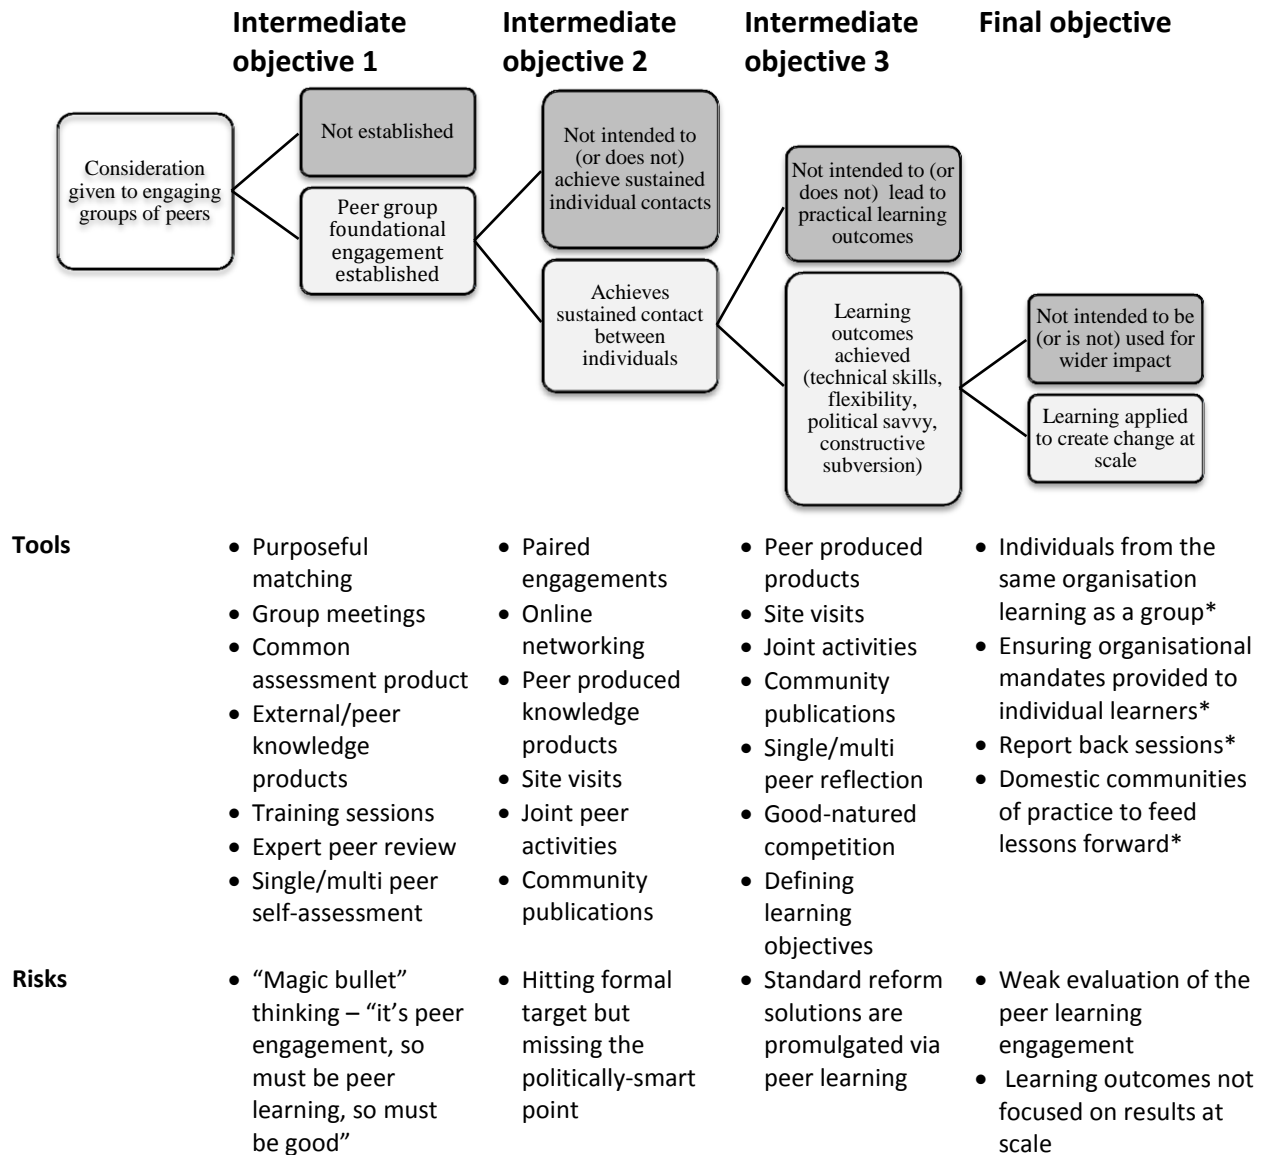 Intermediate
objective 1
Intermediate
objective 2
Intermediate
objective 3
Final objective
Consideration
given to engaging
groups of peers
Not established
Peer group
foundational
engagement
established
Not intended to
(or does not)
achieve sustained
individual contacts
Achieves
sustained contact
between
individuals
Not intended to (or
does not) lead to
practical learning
outcomes
Learning
outcomes
achieved
(technical skills,
flexibility,
political savvy,
constructive
subversion)
Not intended to be
(or is not) used for
wider impact
Learning applied
to create change at
scale
Tools
• Purposeful
matching
• Group meetings
• Common
assessment product
• External/peer
knowledge
products
• Training sessions
• Expert peer review
• Single/multi peer
self-assessment
• Paired
engagements
• Online
networking
• Peer produced
knowledge
products
• Site visits
• Joint peer
activities
• Community
publications
• Peer produced
products
• Site visits
• Joint activities
• Community
publications
• Single/multi
peer reflection
• Good-natured
competition
• Defining
learning
objectives
• Individuals from the
same organisation
learning as a group*
• Ensuring organisational
mandates provided to
individual learners*
• Report back sessions*
• Domestic communities
of practice to feed
lessons forward*
Risks
• “Magic bullet”
thinking – “it’s peer
engagement, so
must be peer
learning, so must
be good”
• Hitting formal
target but
missing the
politically-smart
point
• Standard reform
solutions are
promulgated via
peer learning
• Weak evaluation of the
peer learning
engagement
• Learning outcomes not
focused on results at
scale